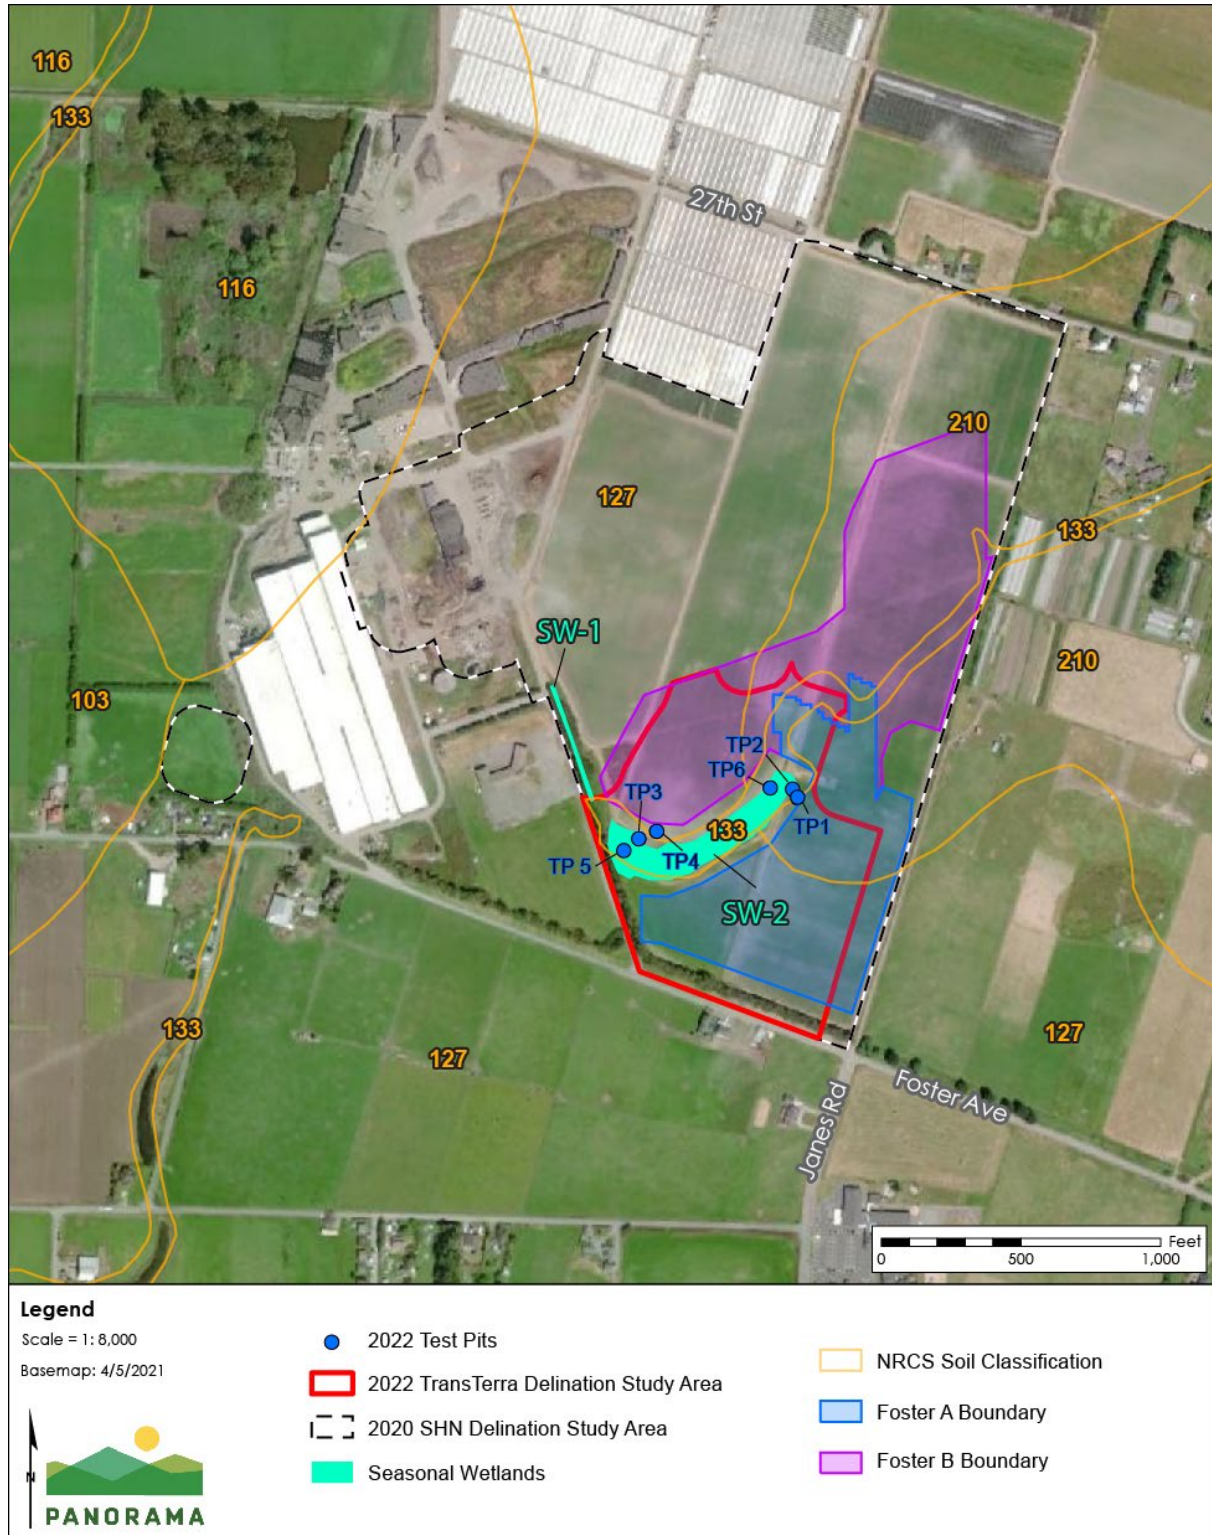 116
133
27th St
116
210
127
133
SW-1
210
103
TP2
TP6
TP3
133
TP1
TP 5
TP4
SW-2
133
127
127
Foster Ave
Janes Rd
Feet
0 500 1,000
Legend
Scale = 1: 8,000
Basemap: 4/5/2021
N
PANORAMA
2022 Test Pits
2022 TransTerra Delination Study Area
2020 SHN Delination Study Area
Seasonal Wetlands
NRCS Soil Classification
Foster A Boundary
Foster B Boundary